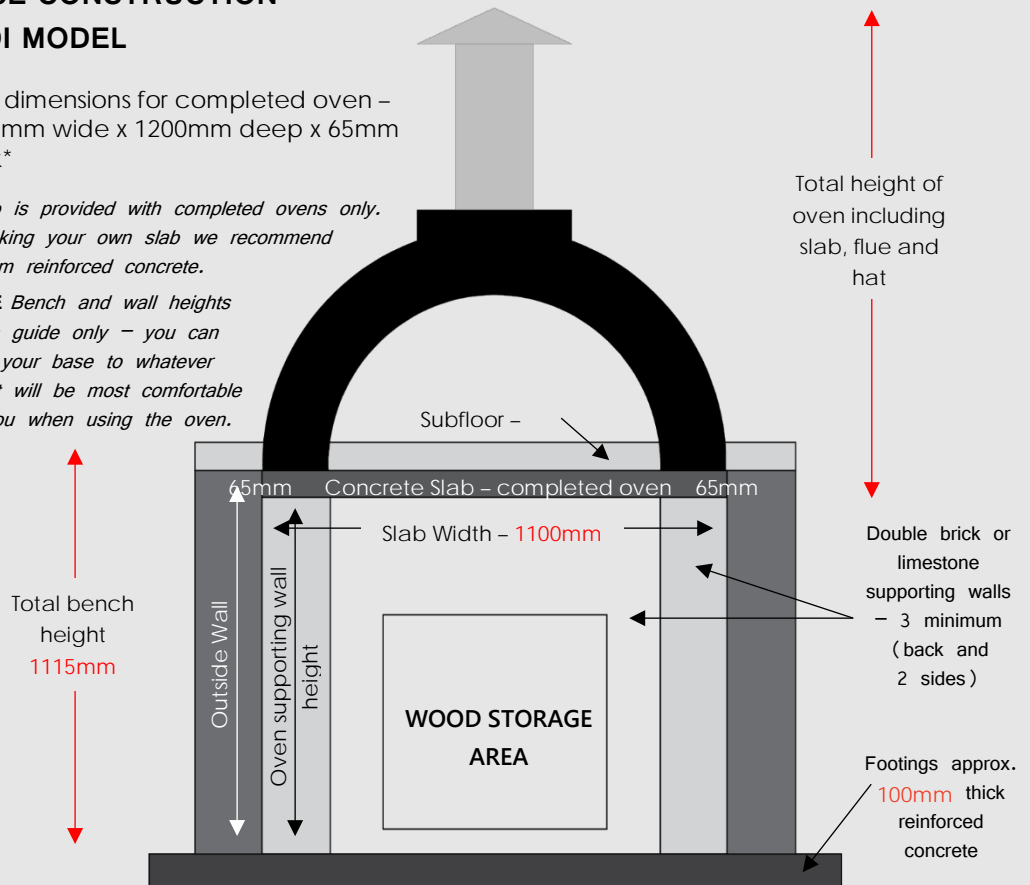 DI MODEL
dimensions for completed oven –
mm wide x 1200mm deep x 65mm
is provided with completed ovens only.
king your own slab we recommend
m reinforced concrete.
Bench and wall heights
guide only – you can
your base to whatever
t will be most comfortable
ou when using the oven.
Total height of
oven including
slab, flue and
hat
Subfloor –
65mm Concrete Slab – completed oven 65mm
Slab Width – 1100mm
Double brick or
limestone
supporting walls
– 3 minimum
(back and
2 sides)
Total bench
height
1115mm
Outside Wall
Oven supporting wall
height
WOOD STORAGE
AREA
Footings approx.
100mm thick
reinforced
concrete